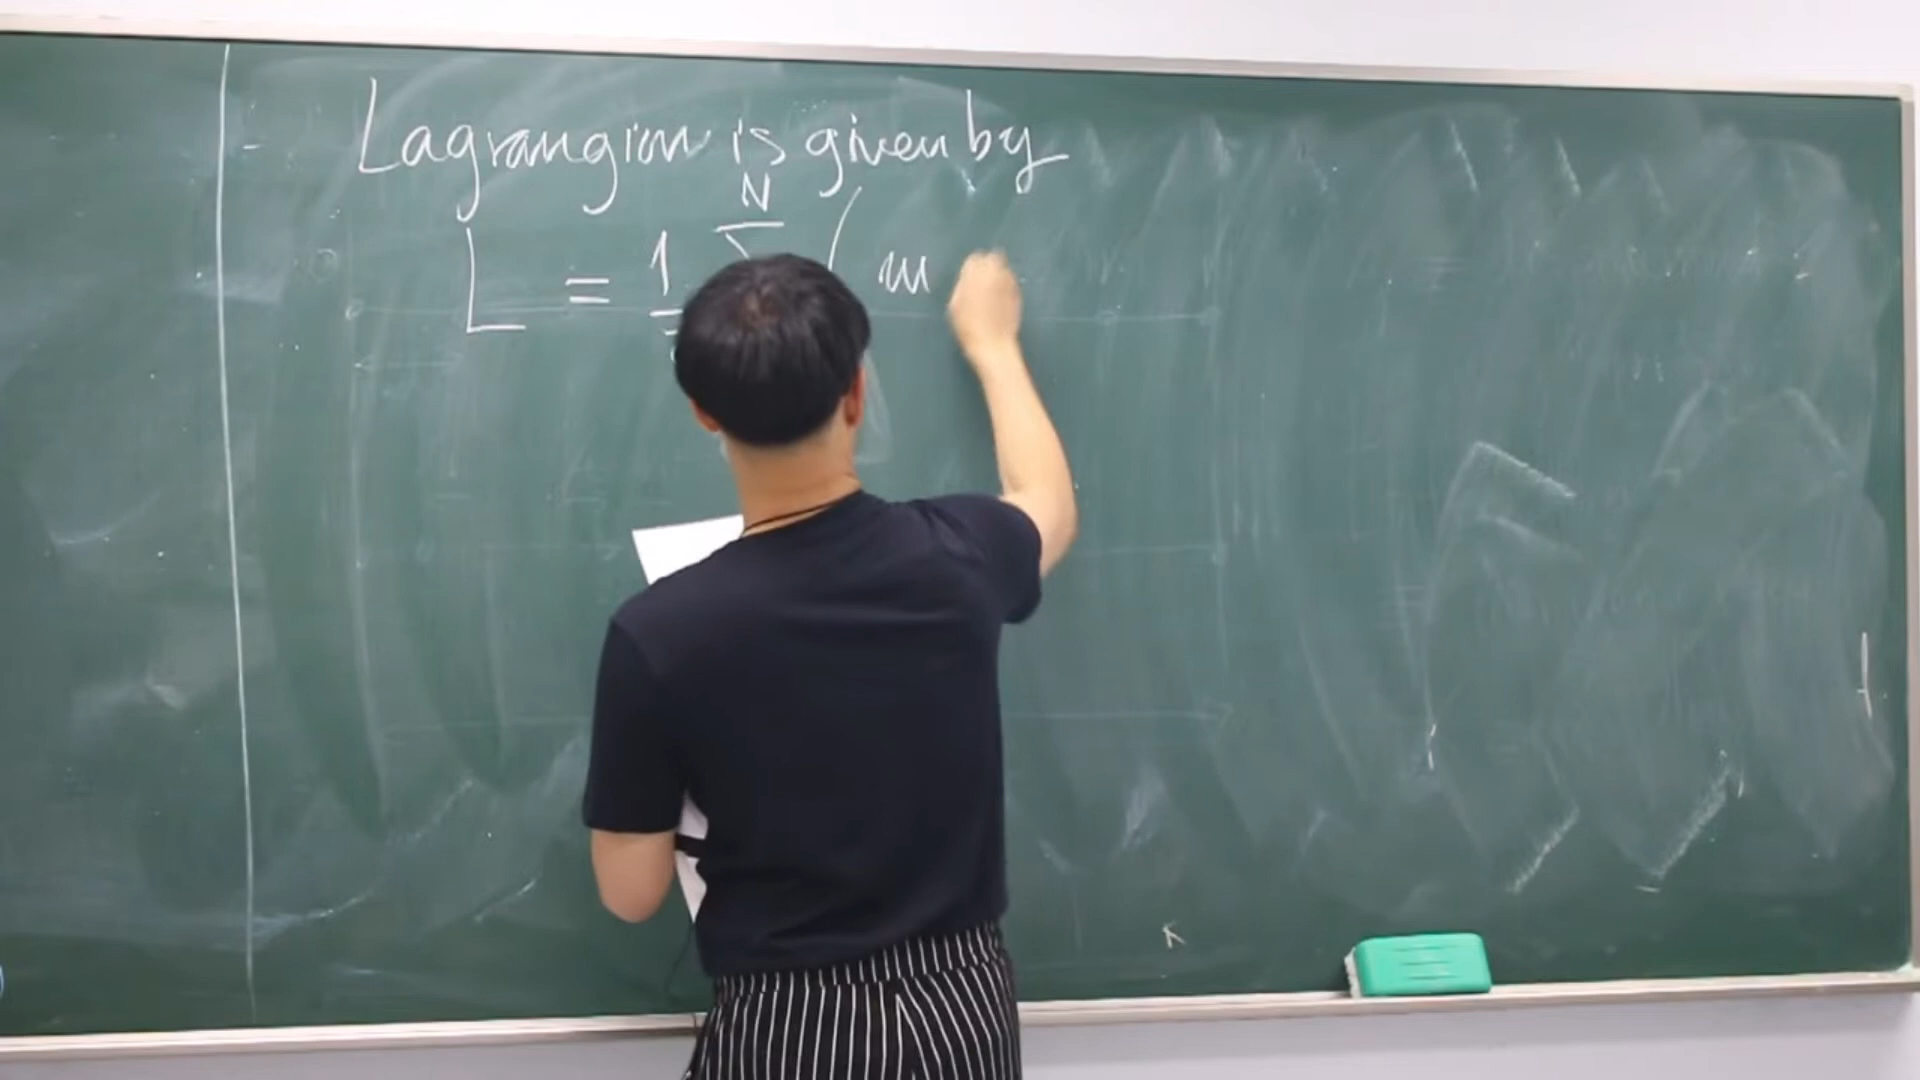 Lagrangian is given by
L = 1 N Σ ( m